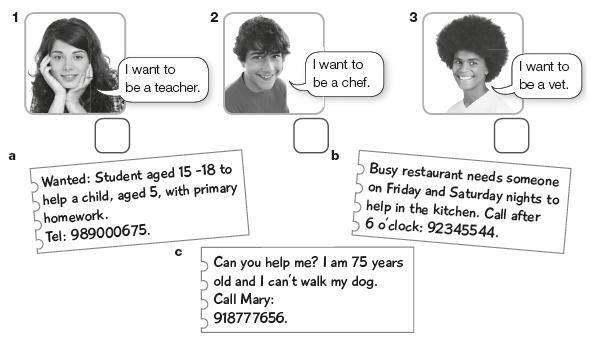 1
I want to
be a teacher.
2
I want to
be a chef.
3
I want to
be a vet.
a
Wanted: Student aged 15 -18 to
help a child, aged 5, with primary
homework.
Tel: 989000675.
b
Busy restaurant needs someone
on Friday and Saturday nights to
help in the kitchen. Call after
6 o'clock: 92345544.
c
Can you help me? I am 75 years
old and I can't walk my dog.
Call Mary:
918777656.